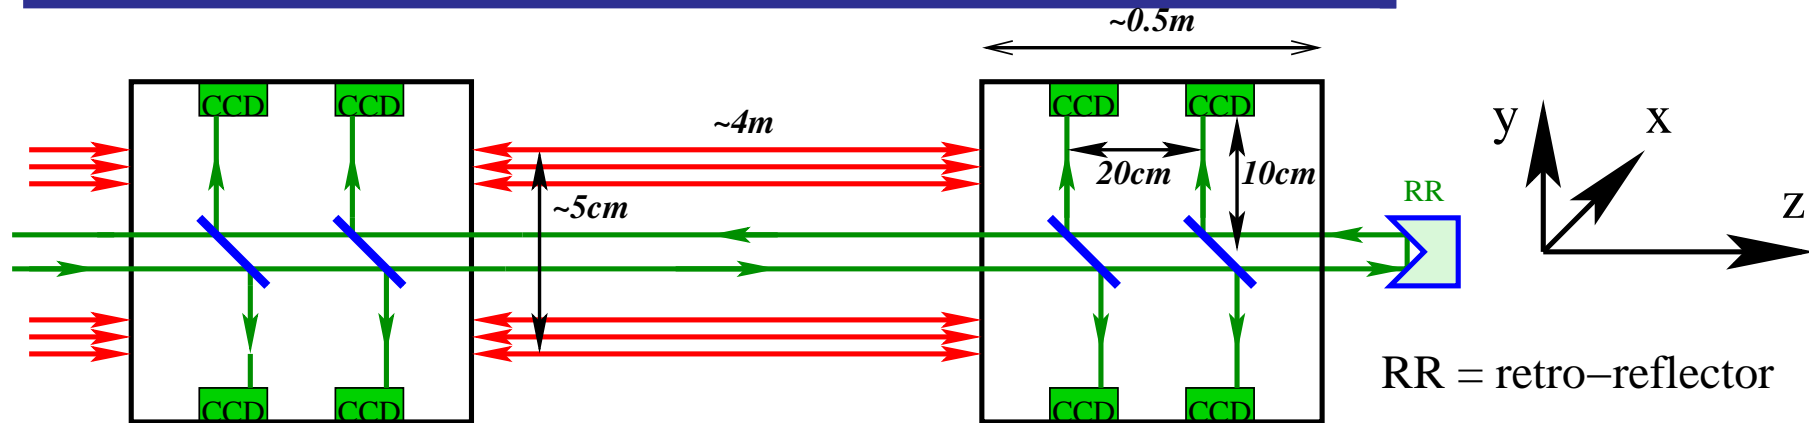 ~0.5m
CCD CCD CCD CCD
~4m
y x
20cm 10cm
RR
~5cm
z
RR = retro−reflector
CCD CCD CCD CCD